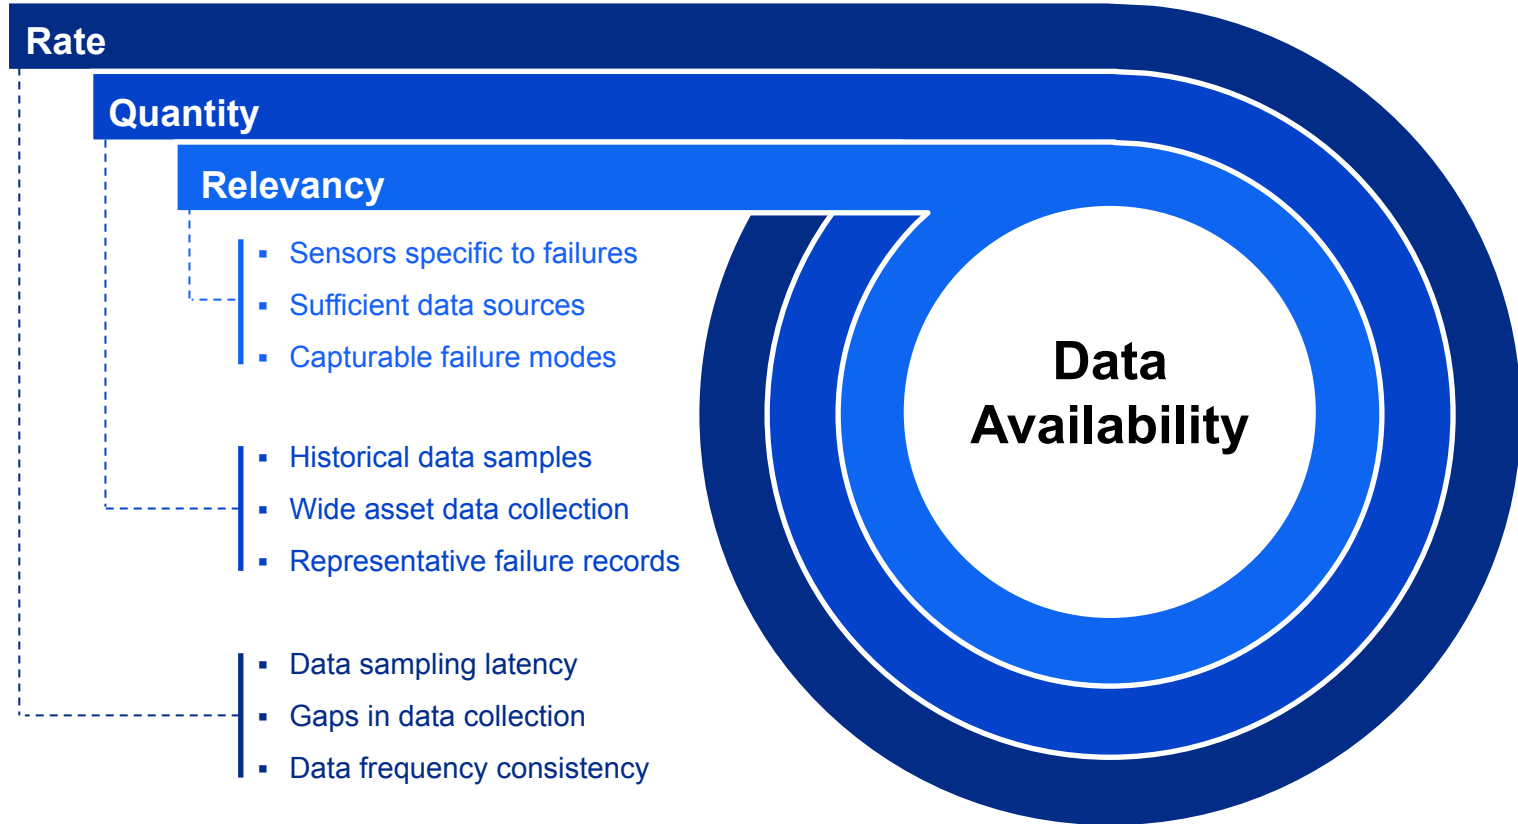 Rate
Quantity
Relevancy
▪ Sensors specific to failures
▪ Sufficient data sources
▪ Capturable failure modes
▪ Historical data samples
▪ Wide asset data collection
▪ Representative failure records
▪ Data sampling latency
▪ Gaps in data collection
▪ Data frequency consistency
Data
Availability